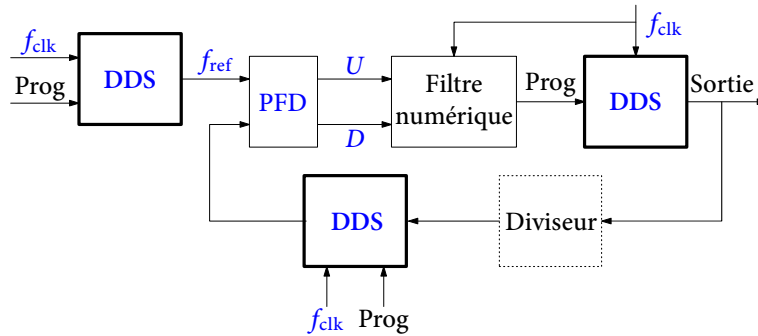 f_clk
f_clk
Prog
DDS
f_ref
PFD
U
D
Filtre
numérique
Prog
DDS
Sortie
DDS
Diviseur
f_clk
Prog